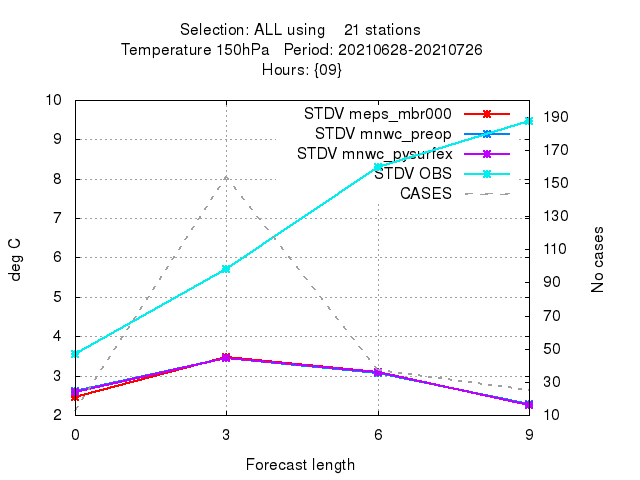 Selection: ALL using    21 stations
Temperature 150hPa   Period: 20210628-20210726
Hours: {09}
STDV meps_mbr000
STDV mnwc_preop
STDV mnwc_pysurfex
STDV OBS
CASES
10
9
8
7
6
5
4
3
2
deg C
190
170
150
130
110
90
70
50
30
10
No cases
0 3 6 9
Forecast length